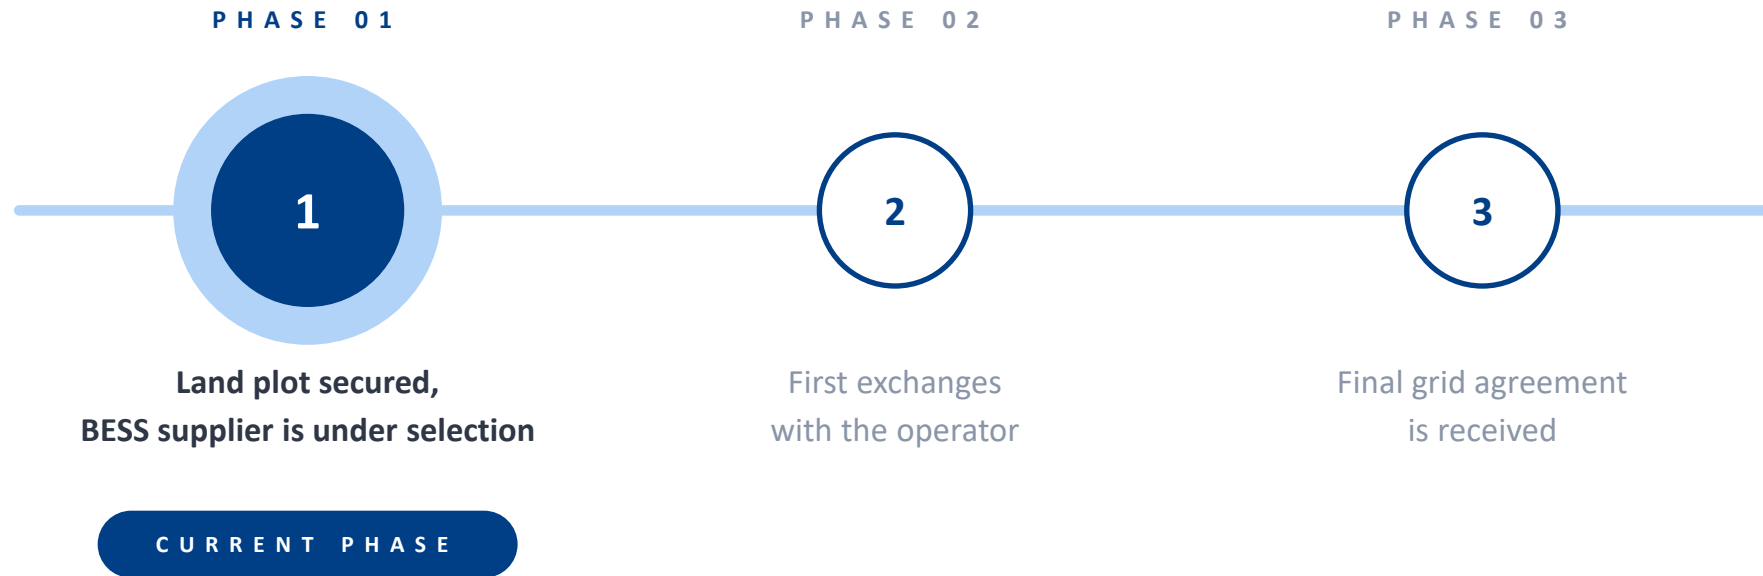 PHASE 01
PHASE 02
PHASE 03
1
2
3
Land plot secured,
BESS supplier is under selection
First exchanges
with the operator
Final grid agreement
is received
CURRENT PHASE